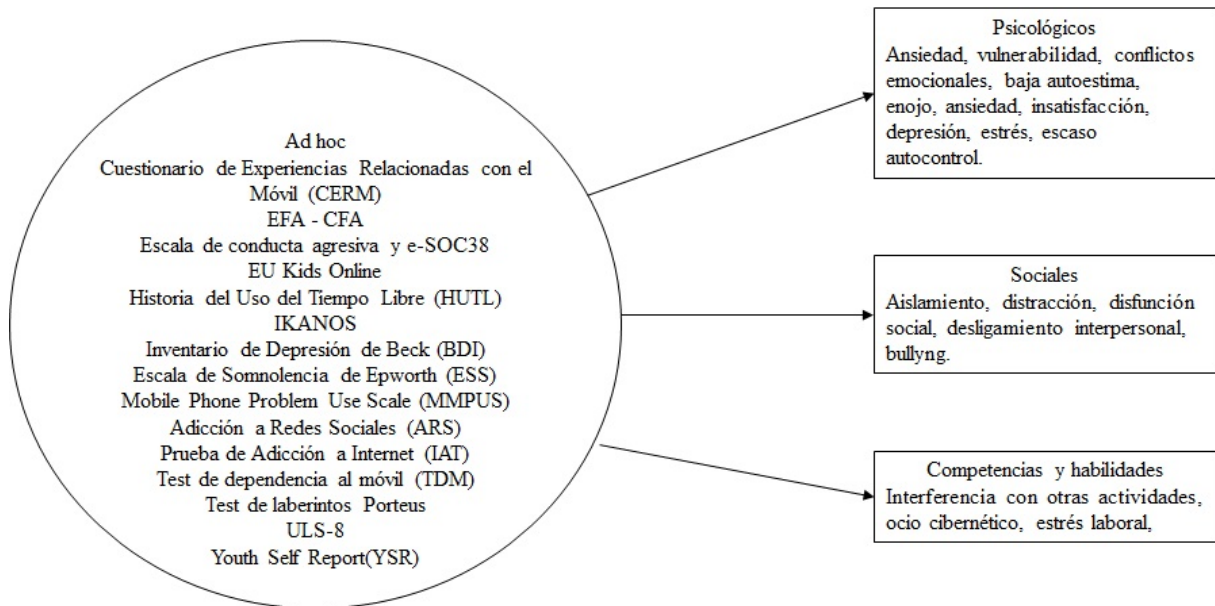 Ad hoc
Cuestionario de Experiencias Relacionadas con el
Móvil (CERM)
EFA - CFA
Escala de conducta agresiva y e-SOC38
EU Kids Online
Historia del Uso del Tiempo Libre (HUTL)
IKANOS
Inventario de Depresión de Beck (BDI)
Escala de Somnolencia de Epworth (ESS)
Mobile Phone Problem Use Scale (MMPUS)
Adicción a Redes Sociales (ARS)
Prueba de Adicción a Internet (IAT)
Test de dependencia al móvil (TDM)
Test de laberintos Porteus
ULS-8
Youth Self Report(YSR)
Psicológicos
Ansiedad, vulnerabilidad, conflictos
emocionales, baja autoestima,
enojo, ansiedad, insatisfacción,
depresión, estrés, escaso
autocontrol.
Sociales
Aislamiento, distracción, disfunción
social, desligamiento interpersonal,
bullyng.
Competencias y habilidades
Interferencia con otras actividades,
ocio cibernético, estrés laboral,